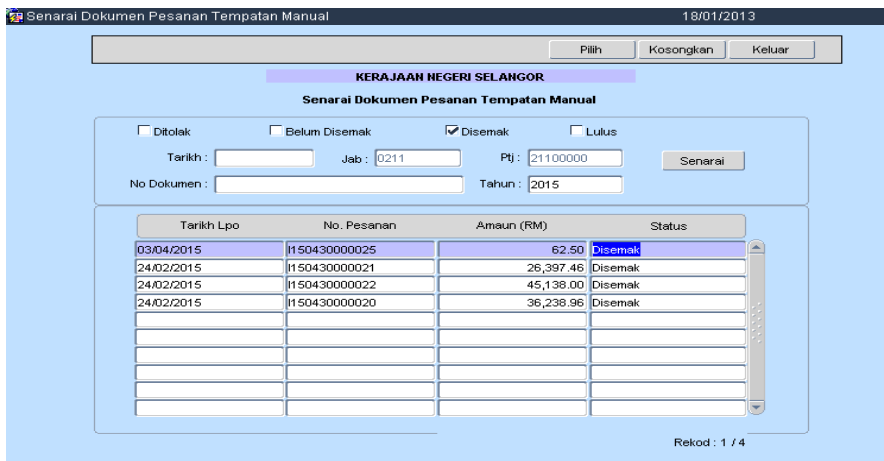 Senarai Dokumen Pesanan Tempatan Manual 18/01/2013
Pilih Kosongkan Keluar
KERAJAAN NEGERI SELANGOR
Senarai Dokumen Pesanan Tempatan Manual
Ditolak Belum Disemak Disemak Lulus
Tarikh : Jab : 0211 Ptj : 21100000 Senarai
No Dokumen : Tahun : 2015
Tarikh Lpo No. Pesanan Amaun (RM) Status
03/04/2015 I150430000025 62.50 Disemak
24/02/2015 I150430000021 26,397.46 Disemak
24/02/2015 I150430000022 45,138.00 Disemak
24/02/2015 I150430000020 36,238.96 Disemak
Rekod : 1 / 4